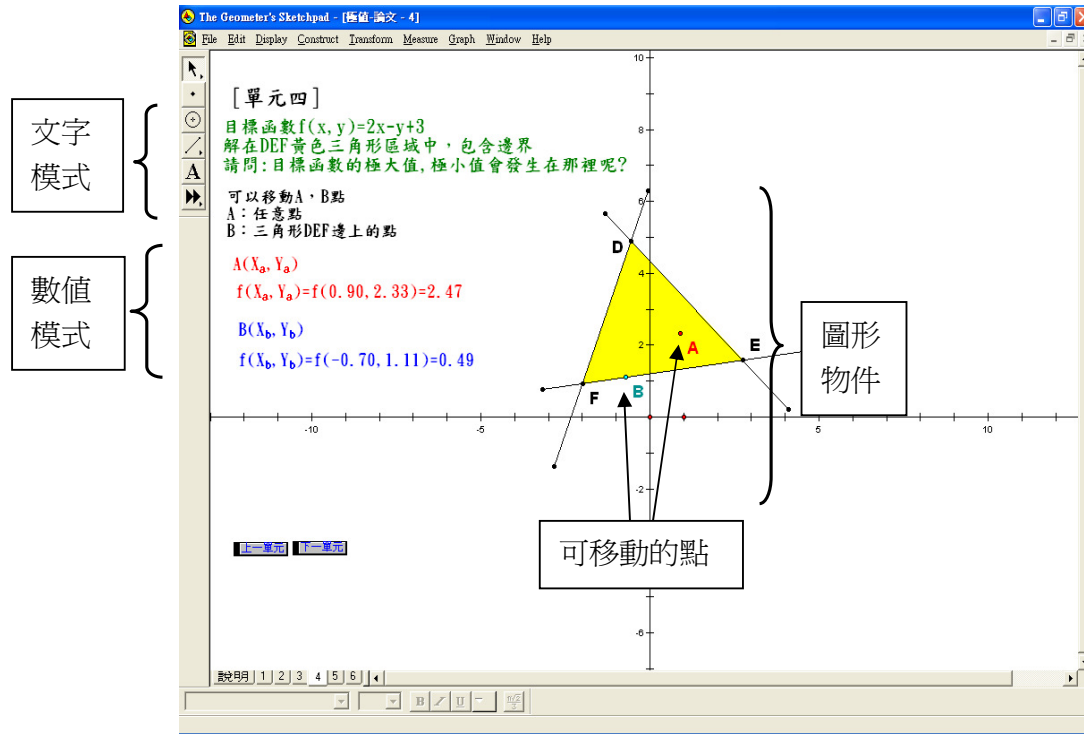 The Geometer's Sketchpad - [極值-論文 - 4]
File Edit Display Construct Transform Measure Graph Window Help
文字
模式
數值
模式
[單元四]
目標函數f(x,y)=2x-y+3
解在DEF黃色三角形區域中，包含邊界
請問:目標函數的極大值,極小值會發生在那裡呢?
可以移動A，B點
A：任意點
B：三角形DEF邊上的點
A(Xa,Ya)
f(Xa,Ya)=f(0.90,2.33)=2.47
B(Xb,Yb)
f(Xb,Yb)=f(-0.70,1.11)=0.49
A
10
8
6
4
2
-2
-6
-10
-5
5
10
D
E
F
A
B
圖形
物件
可移動的點
上一單元 下一單元
說明 1 2 3 4 5 6
B I U